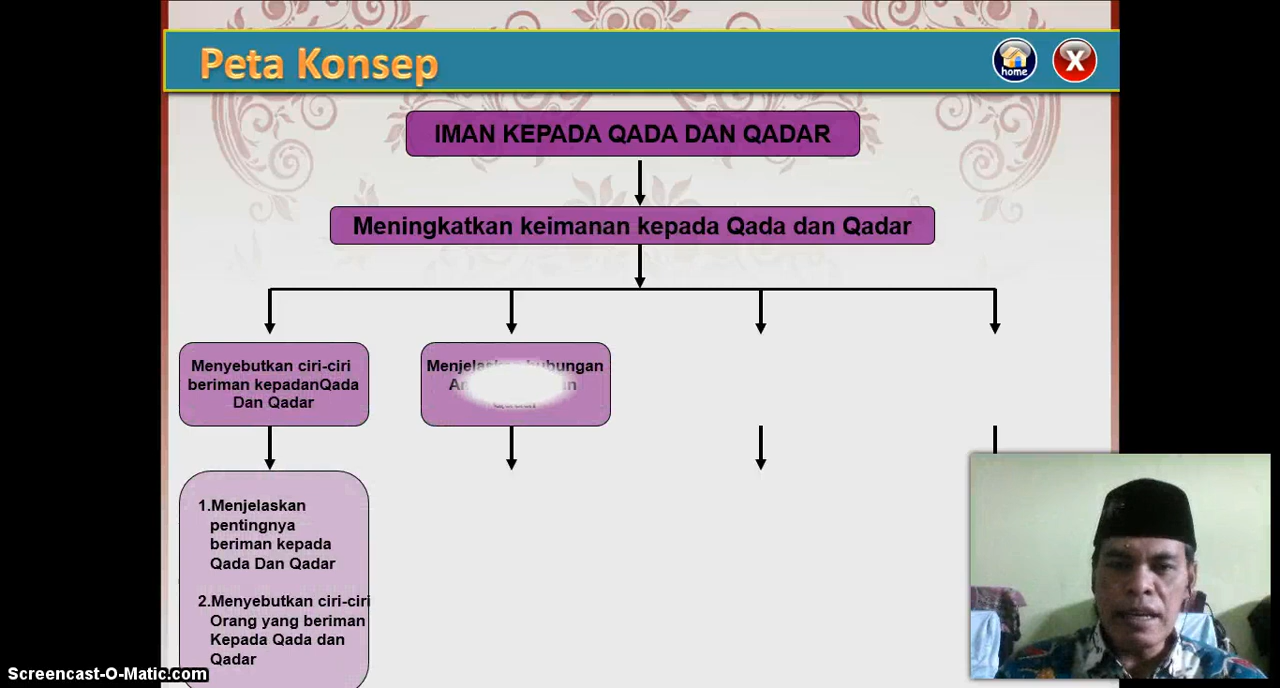 Peta Konsep
home
X
IMAN KEPADA QADA DAN QADAR
Meningkatkan keimanan kepada Qada dan Qadar
Menyebutkan ciri-ciri
beriman kepadanQada
Dan Qadar
1.Menjelaskan
pentingnya
beriman kepada
Qada Dan Qadar
2.Menyebutkan ciri-ciri
Orang yang beriman
Kepada Qada dan
Qadar
Screencast-O-Matic.com